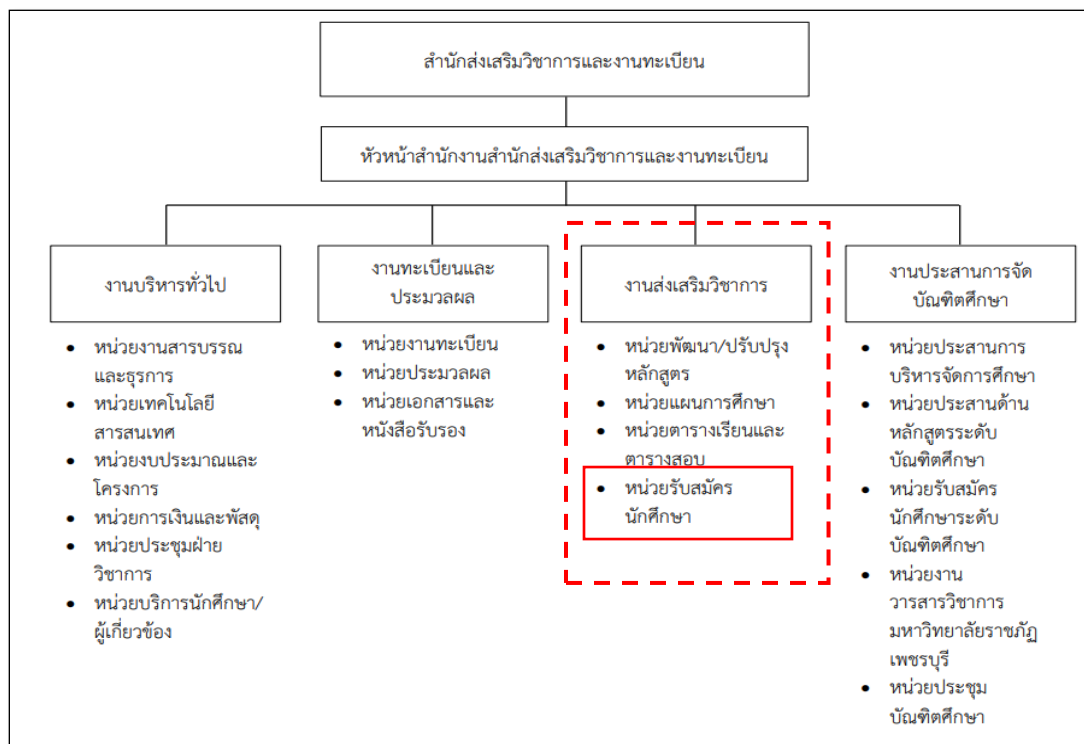 สำนักส่งเสริมวิชาการและงานทะเบียน
หัวหน้าสำนักงานสำนักส่งเสริมวิชาการและงานทะเบียน
งานบริหารทั่วไป
• หน่วยงานสารบรรณ
และธุรการ
• หน่วยเทคโนโลยี
สารสนเทศ
• หน่วยงบประมาณและ
โครงการ
• หน่วยการเงินและพัสดุ
• หน่วยประชุมฝ่าย
วิชาการ
• หน่วยบริการนักศึกษา/
ผู้เกี่ยวข้อง
งานทะเบียนและ
ประมวลผล
• หน่วยงานทะเบียน
• หน่วยประมวลผล
• หน่วยเอกสารและ
หนังสือรับรอง
งานส่งเสริมวิชาการ
• หน่วยพัฒนา/ปรับปรุง
หลักสูตร
• หน่วยแผนการศึกษา
• หน่วยตารางเรียนและ
ตารางสอบ
• หน่วยรับสมัคร
นักศึกษา
งานประสานการจัด
บัณฑิตศึกษา
• หน่วยประสานการ
บริหารจัดการศึกษา
• หน่วยประสานด้าน
หลักสูตรระดับ
บัณฑิตศึกษา
• หน่วยรับสมัคร
นักศึกษาระดับ
บัณฑิตศึกษา
• หน่วยงาน
วารสารวิชาการ
มหาวิทยาลัยราชภัฏ
เพชรบุรี
• หน่วยประชุม
บัณฑิตศึกษา